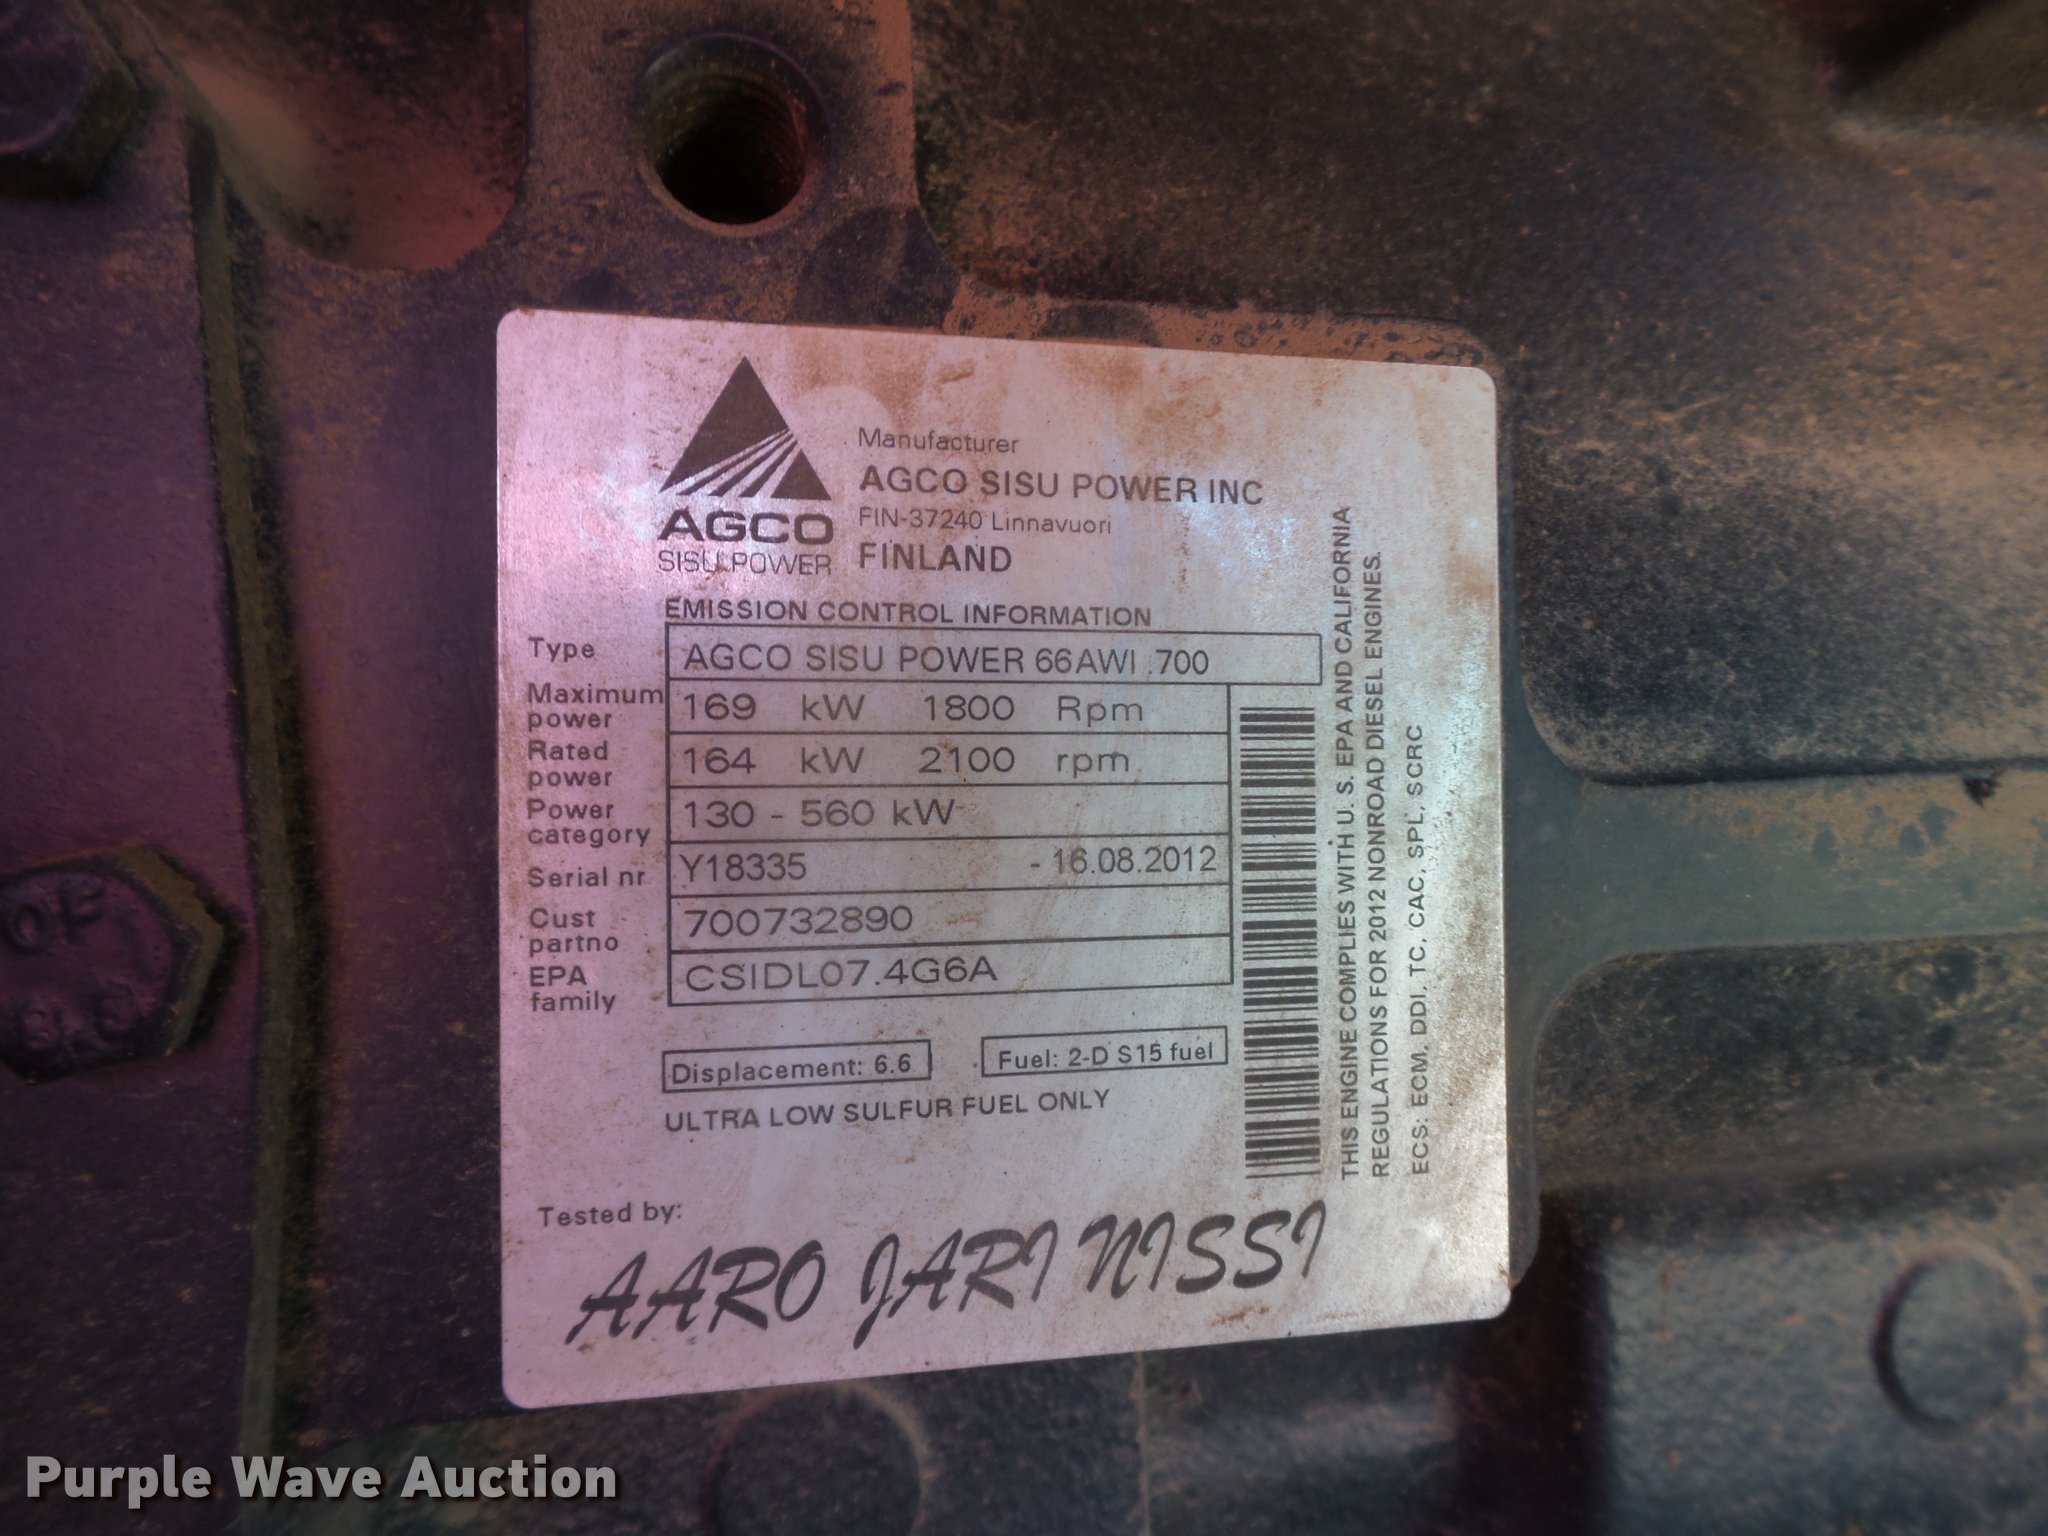 AGCO
SISU POWER
Manufacturer
AGCO SISU POWER INC
FIN-37240 Linnavuori
FINLAND
EMISSION CONTROL INFORMATION
Type AGCO SISU POWER 66AWI .700
Maximum power 169 kW 1800 Rpm
Rated power 164 kW 2100 rpm
Power category 130 - 560 kW
Serial nr Y18335 - 16.08.2012
Cust partno 700732890
EPA family CSIDL07.4G6A
Displacement: 6.6 Fuel: 2-D S15 fuel
ULTRA LOW SULFUR FUEL ONLY
THIS ENGINE COMPLIES WITH U. S. EPA AND CALIFORNIA
REGULATIONS FOR 2012 NONROAD DIESEL ENGINES.
ECS: ECM, DDI, TC, CAC, SPL, SCRC
Tested by:
AARO JARI NISSI
Purple Wave Auction